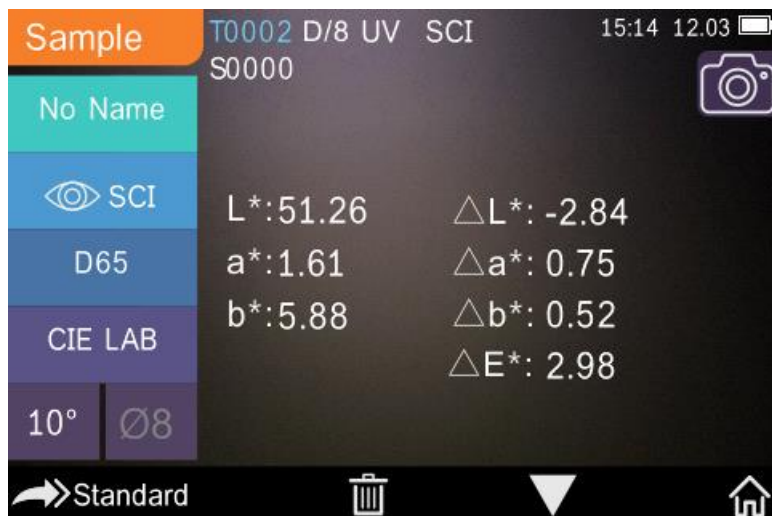 Sample
T0002 D/8 UV SCI 15:14 12.03
S0000
No Name
SCI
D65
CIE LAB
10° Ø8
L*:51.26 △L*: -2.84
a*:1.61 △a*: 0.75
b*:5.88 △b*: 0.52
△E*: 2.98
Standard